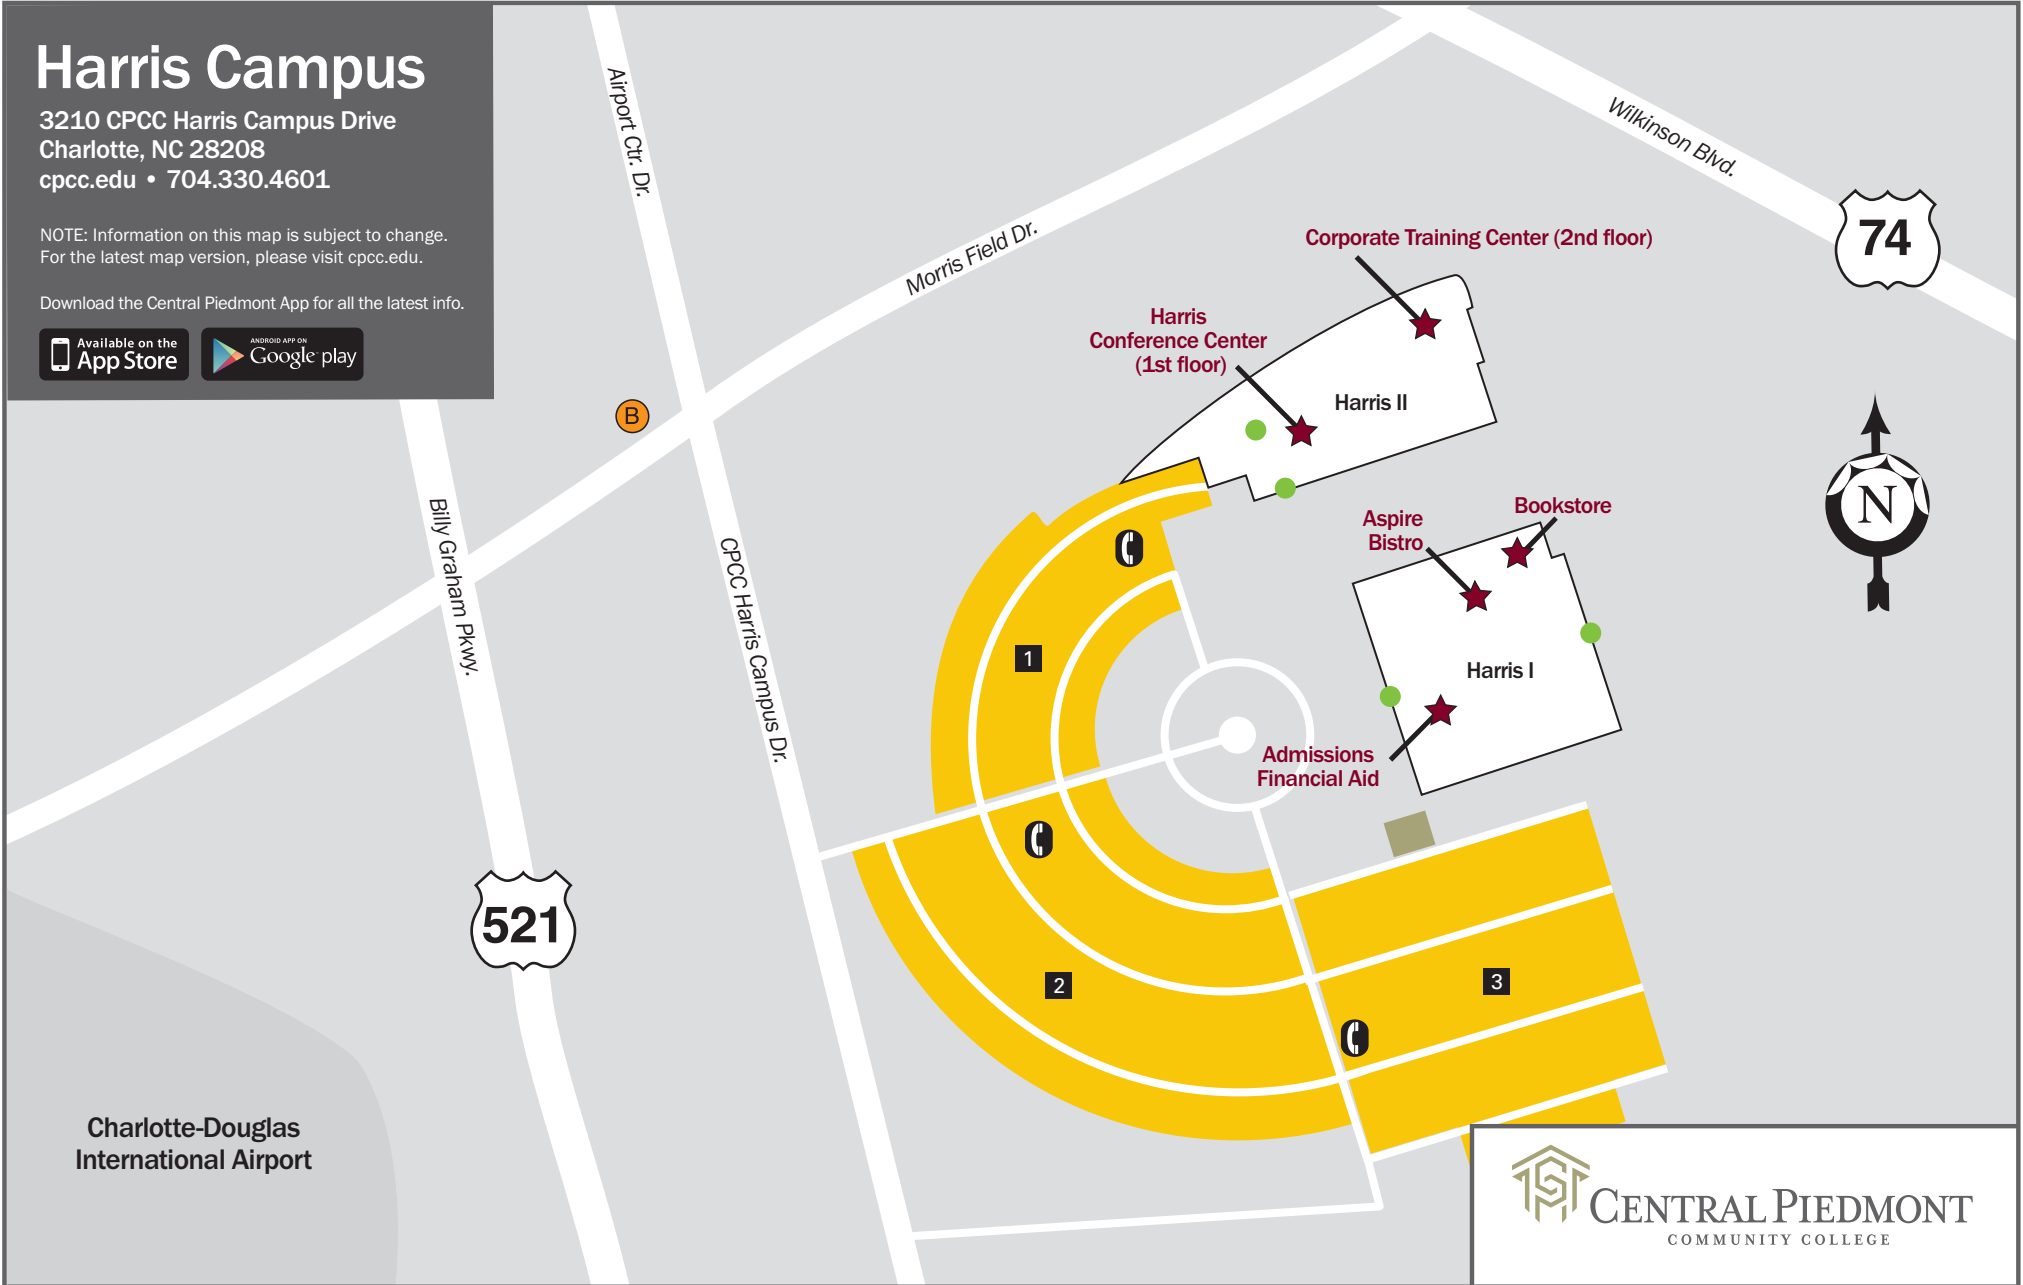 Harris Campus
3210 CPCC Harris Campus Drive
Charlotte, NC 28208
cpcc.edu • 704.330.4601
NOTE: Information on this map is subject to change.
For the latest map version, please visit cpcc.edu.
Download the Central Piedmont App for all the latest info.
Available on the
App Store
ANDROID APP ON
Google play
Airport Ctr. Dr.
Wilkinson Blvd.
74
Morris Field Dr.
Corporate Training Center (2nd floor)
Harris
Conference Center
(1st floor)
Harris II
B
Billy Graham Pkwy.
CPCC Harris Campus Dr.
N
Aspire
Bistro
Bookstore
Harris I
Admissions
Financial Aid
1
2
3
521
Charlotte-Douglas
International Airport
CENTRAL PIEDMONT
COMMUNITY COLLEGE